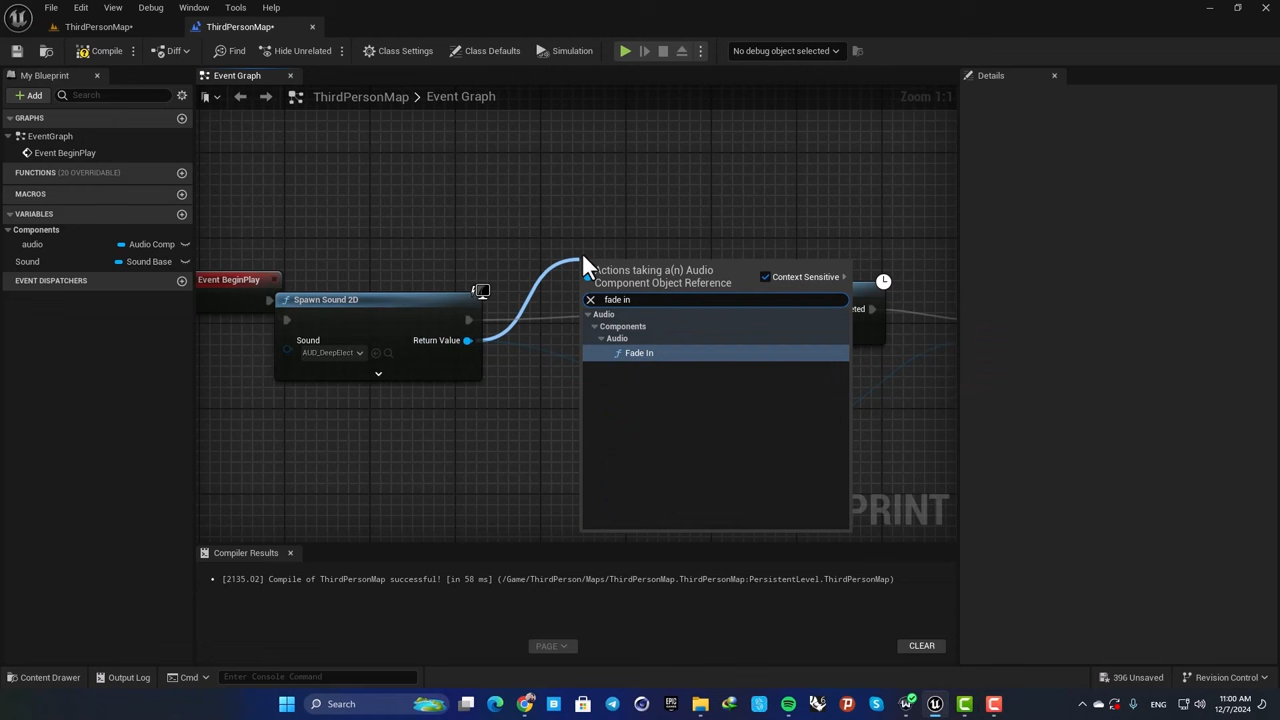 File Edit View Debug Window Tools Help
ThirdPersonMap•
ThirdPersonMap•
Compile
Diff
Find
Hide Unrelated
Class Settings
Class Defaults
Simulation
No debug object selected
My Blueprint
Event Graph
Details
Add
Search
ThirdPersonMap > Event Graph
Zoom 1:1
GRAPHS
EventGraph
Event BeginPlay
FUNCTIONS (20 OVERRIDABLE)
MACROS
VARIABLES
Components
audio
Audio Comp
Sound
Sound Base
EVENT DISPATCHERS
Event BeginPlay
Spawn Sound 2D
Sound
AUD_DeepElect
Return Value
Actions taking a(n) Audio
Component Object Reference
Context Sensitive
fade in
Audio
Components
Audio
f Fade In
Compiler Results
[2135.02] Compile of ThirdPersonMap successful! [in 58 ms] (/Game/ThirdPerson/Maps/ThirdPersonMap.ThirdPersonMap:PersistentLevel.ThirdPersonMap)
PAGE
CLEAR
Content Drawer
Output Log
Cmd
Enter Console Command
396 Unsaved
Revision Control
Search
ENG
11:00 AM
12/7/2024